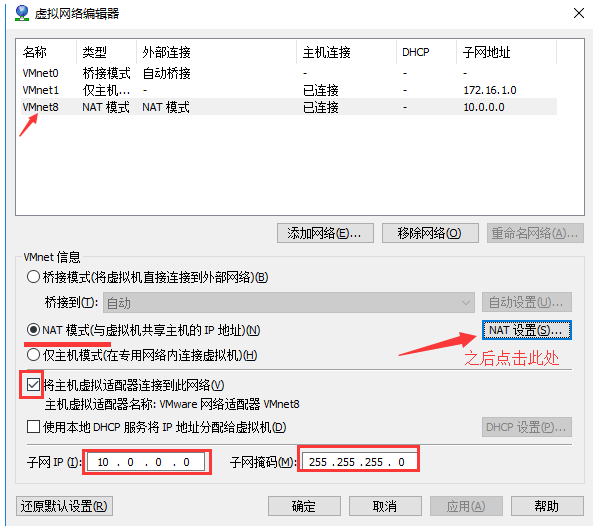 虚拟网络编辑器
名称 类型 外部连接 主机连接 DHCP 子网地址
VMnet0 桥接模式 自动桥接 - - -
VMnet1 仅主机... - 已连接 - 172.16.1.0
VMnet8 NAT 模式 NAT 模式 已连接 - 10.0.0.0
添加网络(E)... 移除网络(O) 重命名网络(A)...
VMnet 信息
桥接模式(将虚拟机直接连接到外部网络)(B)
桥接到(T): 自动 自动设置(U)...
NAT 模式(与虚拟机共享主机的 IP 地址)(N) NAT 设置(S)...
之后点击此处
仅主机模式(在专用网络内连接虚拟机)(H)
将主机虚拟适配器连接到此网络(V)
主机虚拟适配器名称: VMware 网络适配器 VMnet8
使用本地 DHCP 服务将 IP 地址分配给虚拟机(D) DHCP 设置(P)...
子网 IP (I): 10 . 0 . 0 . 0 子网掩码(M): 255 .255 .255 . 0
还原默认设置(R) 确定 取消 应用(A) 帮助